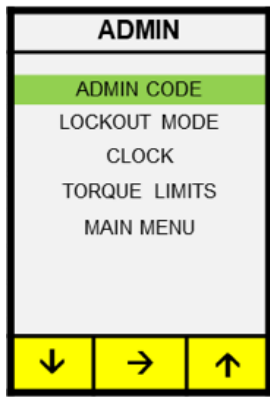 ADMIN
ADMIN CODE
LOCKOUT MODE
CLOCK
TORQUE LIMITS
MAIN MENU
↓ → ↑